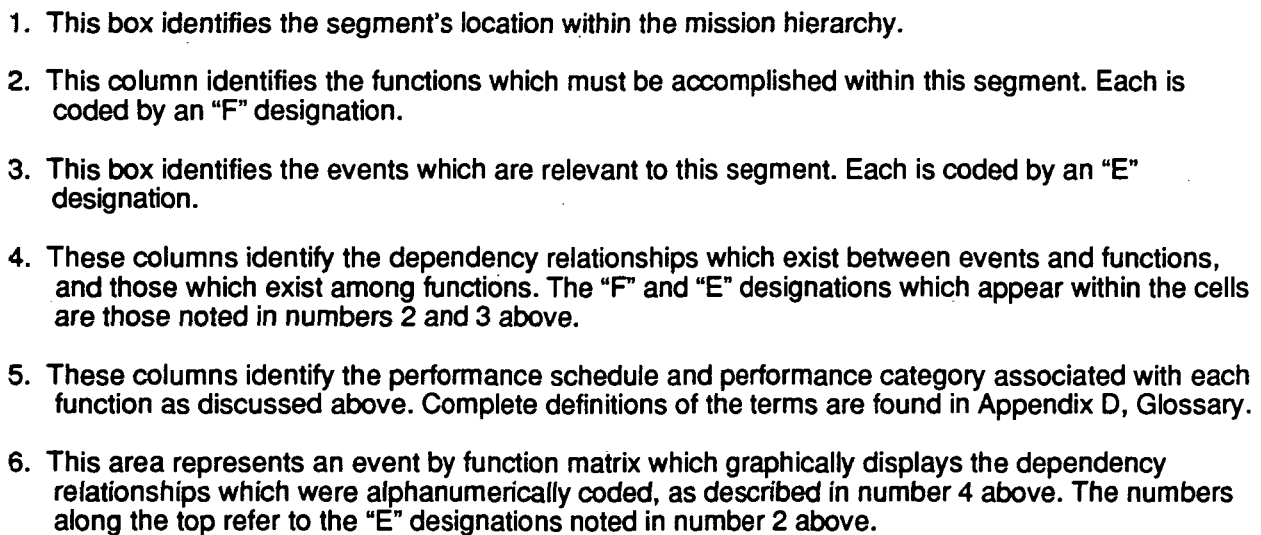 1. This box identifies the segment's location within the mission hierarchy.
2. This column identifies the functions which must be accomplished within this segment. Each is
coded by an "F" designation.
3. This box identifies the events which are relevant to this segment. Each is coded by an "E"
designation.
4. These columns identify the dependency relationships which exist between events and functions,
and those which exist among functions. The "F" and "E" designations which appear within the cells
are those noted in numbers 2 and 3 above.
5. These columns identify the performance schedule and performance category associated with each
function as discussed above. Complete definitions of the terms are found in Appendix D, Glossary.
6. This area represents an event by function matrix which graphically displays the dependency
relationships which were alphanumerically coded, as described in number 4 above. The numbers
along the top refer to the "E" designations noted in number 2 above.